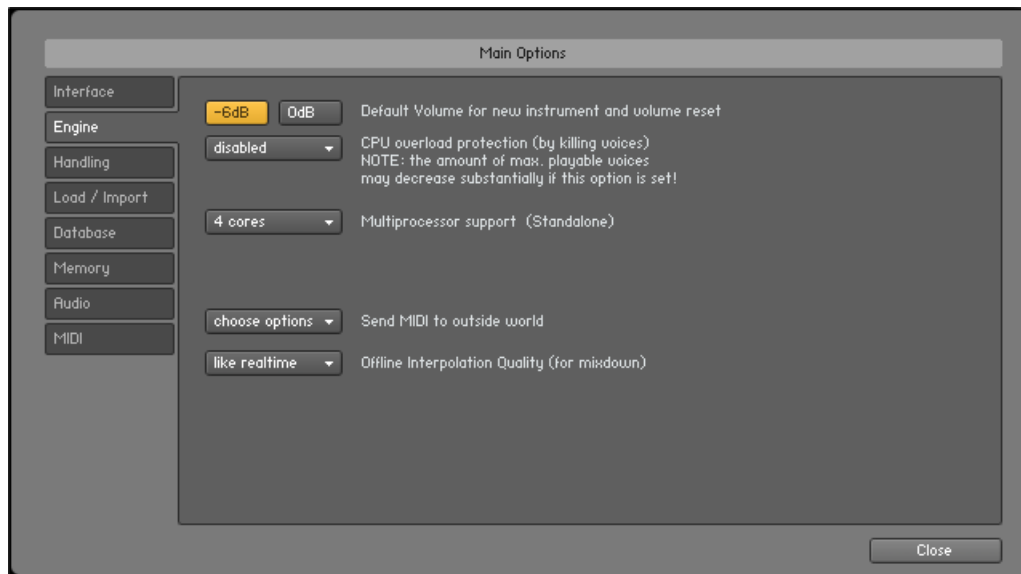 Main Options
Interface
Engine
Handling
Load / Import
Database
Memory
Audio
MIDI
-6dB
0dB
Default Volume for new instrument and volume reset
disabled
CPU overload protection (by killing voices)
NOTE: the amount of max. playable voices
may decrease substantially if this option is set!
4 cores
Multiprocessor support (Standalone)
choose options
Send MIDI to outside world
like realtime
Offline Interpolation Quality (for mixdown)
Close